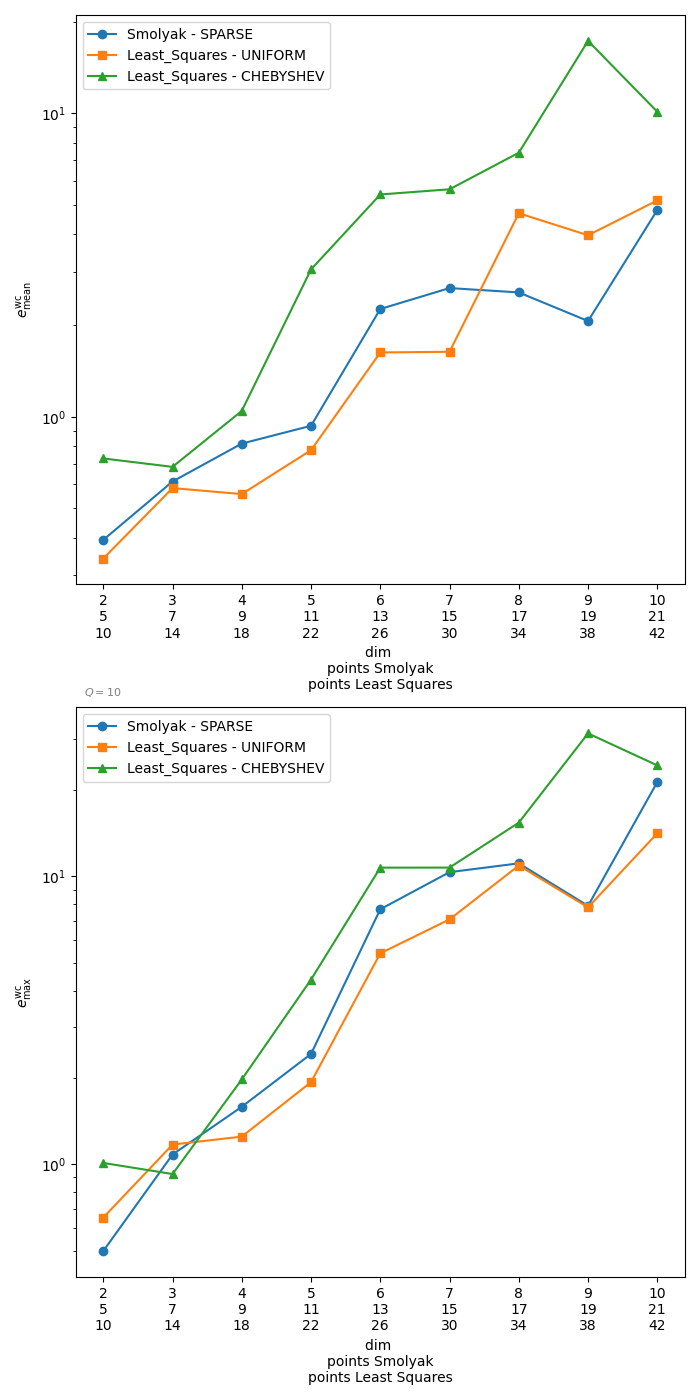 Smolyak - SPARSE
Least_Squares - UNIFORM
Least_Squares - CHEBYSHEV
10^1
10^0
e^wc_mean
2 3 4 5 6 7 8 9 10
5 7 9 11 13 15 17 19 21
10 14 18 22 26 30 34 38 42
dim
points Smolyak
points Least Squares
Q = 10
Smolyak - SPARSE
Least_Squares - UNIFORM
Least_Squares - CHEBYSHEV
10^1
10^0
e^wc_max
2 3 4 5 6 7 8 9 10
5 7 9 11 13 15 17 19 21
10 14 18 22 26 30 34 38 42
dim
points Smolyak
points Least Squares